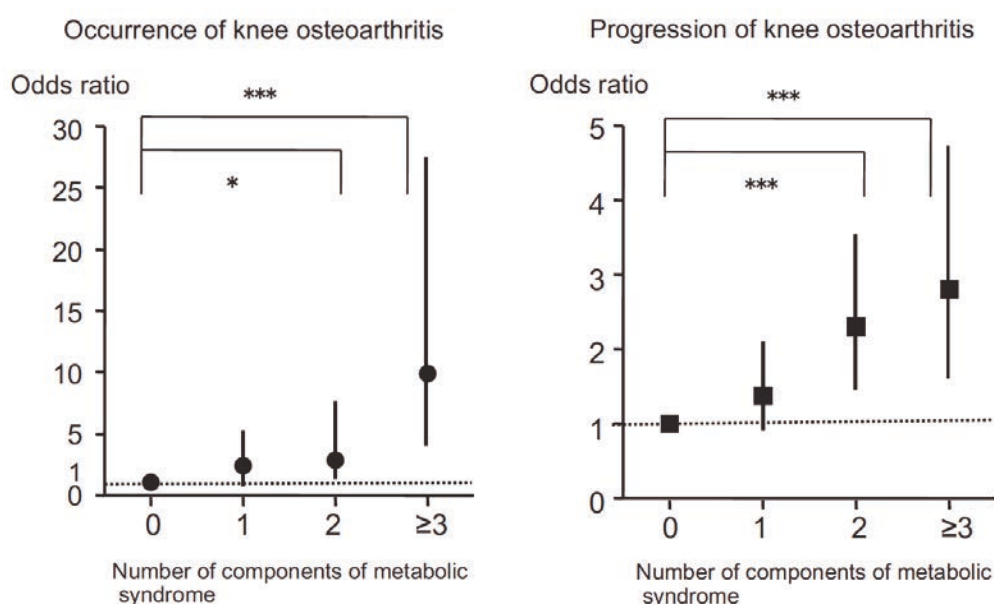 Occurrence of knee osteoarthritis
Odds ratio
***
*
30
25
20
15
10
5
1
0
0 1 2 ≥3
Number of components of metabolic
syndrome
Progression of knee osteoarthritis
Odds ratio
***
***
5
4
3
2
1
0
0 1 2 ≥3
Number of components of metabolic
syndrome